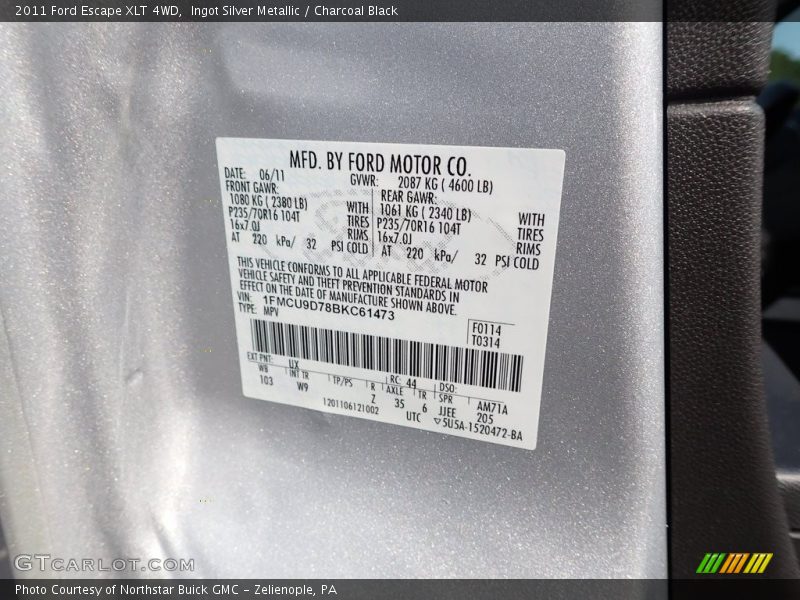 2011 Ford Escape XLT 4WD, Ingot Silver Metallic / Charcoal Black
MFD. BY FORD MOTOR CO.
DATE: 06/11 GVWR: 2087 KG ( 4600 LB)
FRONT GAWR: REAR GAWR:
1080 KG ( 2380 LB) WITH 1061 KG ( 2340 LB) WITH
P235/70R16 104T TIRES P235/70R16 104T TIRES
16x7.0J RIMS 16x7.0J RIMS
AT 220 kPa/ 32 PSI COLD AT 220 kPa/ 32 PSI COLD
THIS VEHICLE CONFORMS TO ALL APPLICABLE FEDERAL MOTOR
VEHICLE SAFETY AND THEFT PREVENTION STANDARDS IN
EFFECT ON THE DATE OF MANUFACTURE SHOWN ABOVE.
VIN: 1FMCU9D78BKC61473
TYPE: MPV
F0114
T0314
EXT PNT: UX RC: 44 DSO:
WB INT TR TP/PS R AXLE TR SPR AM71A
103 W9 Z 35 6 JJEE 205
1201106121002 UTC ▽5U5A-1520472-BA
GTCARLOT.COM
Photo Courtesy of Northstar Buick GMC – Zelienople, PA